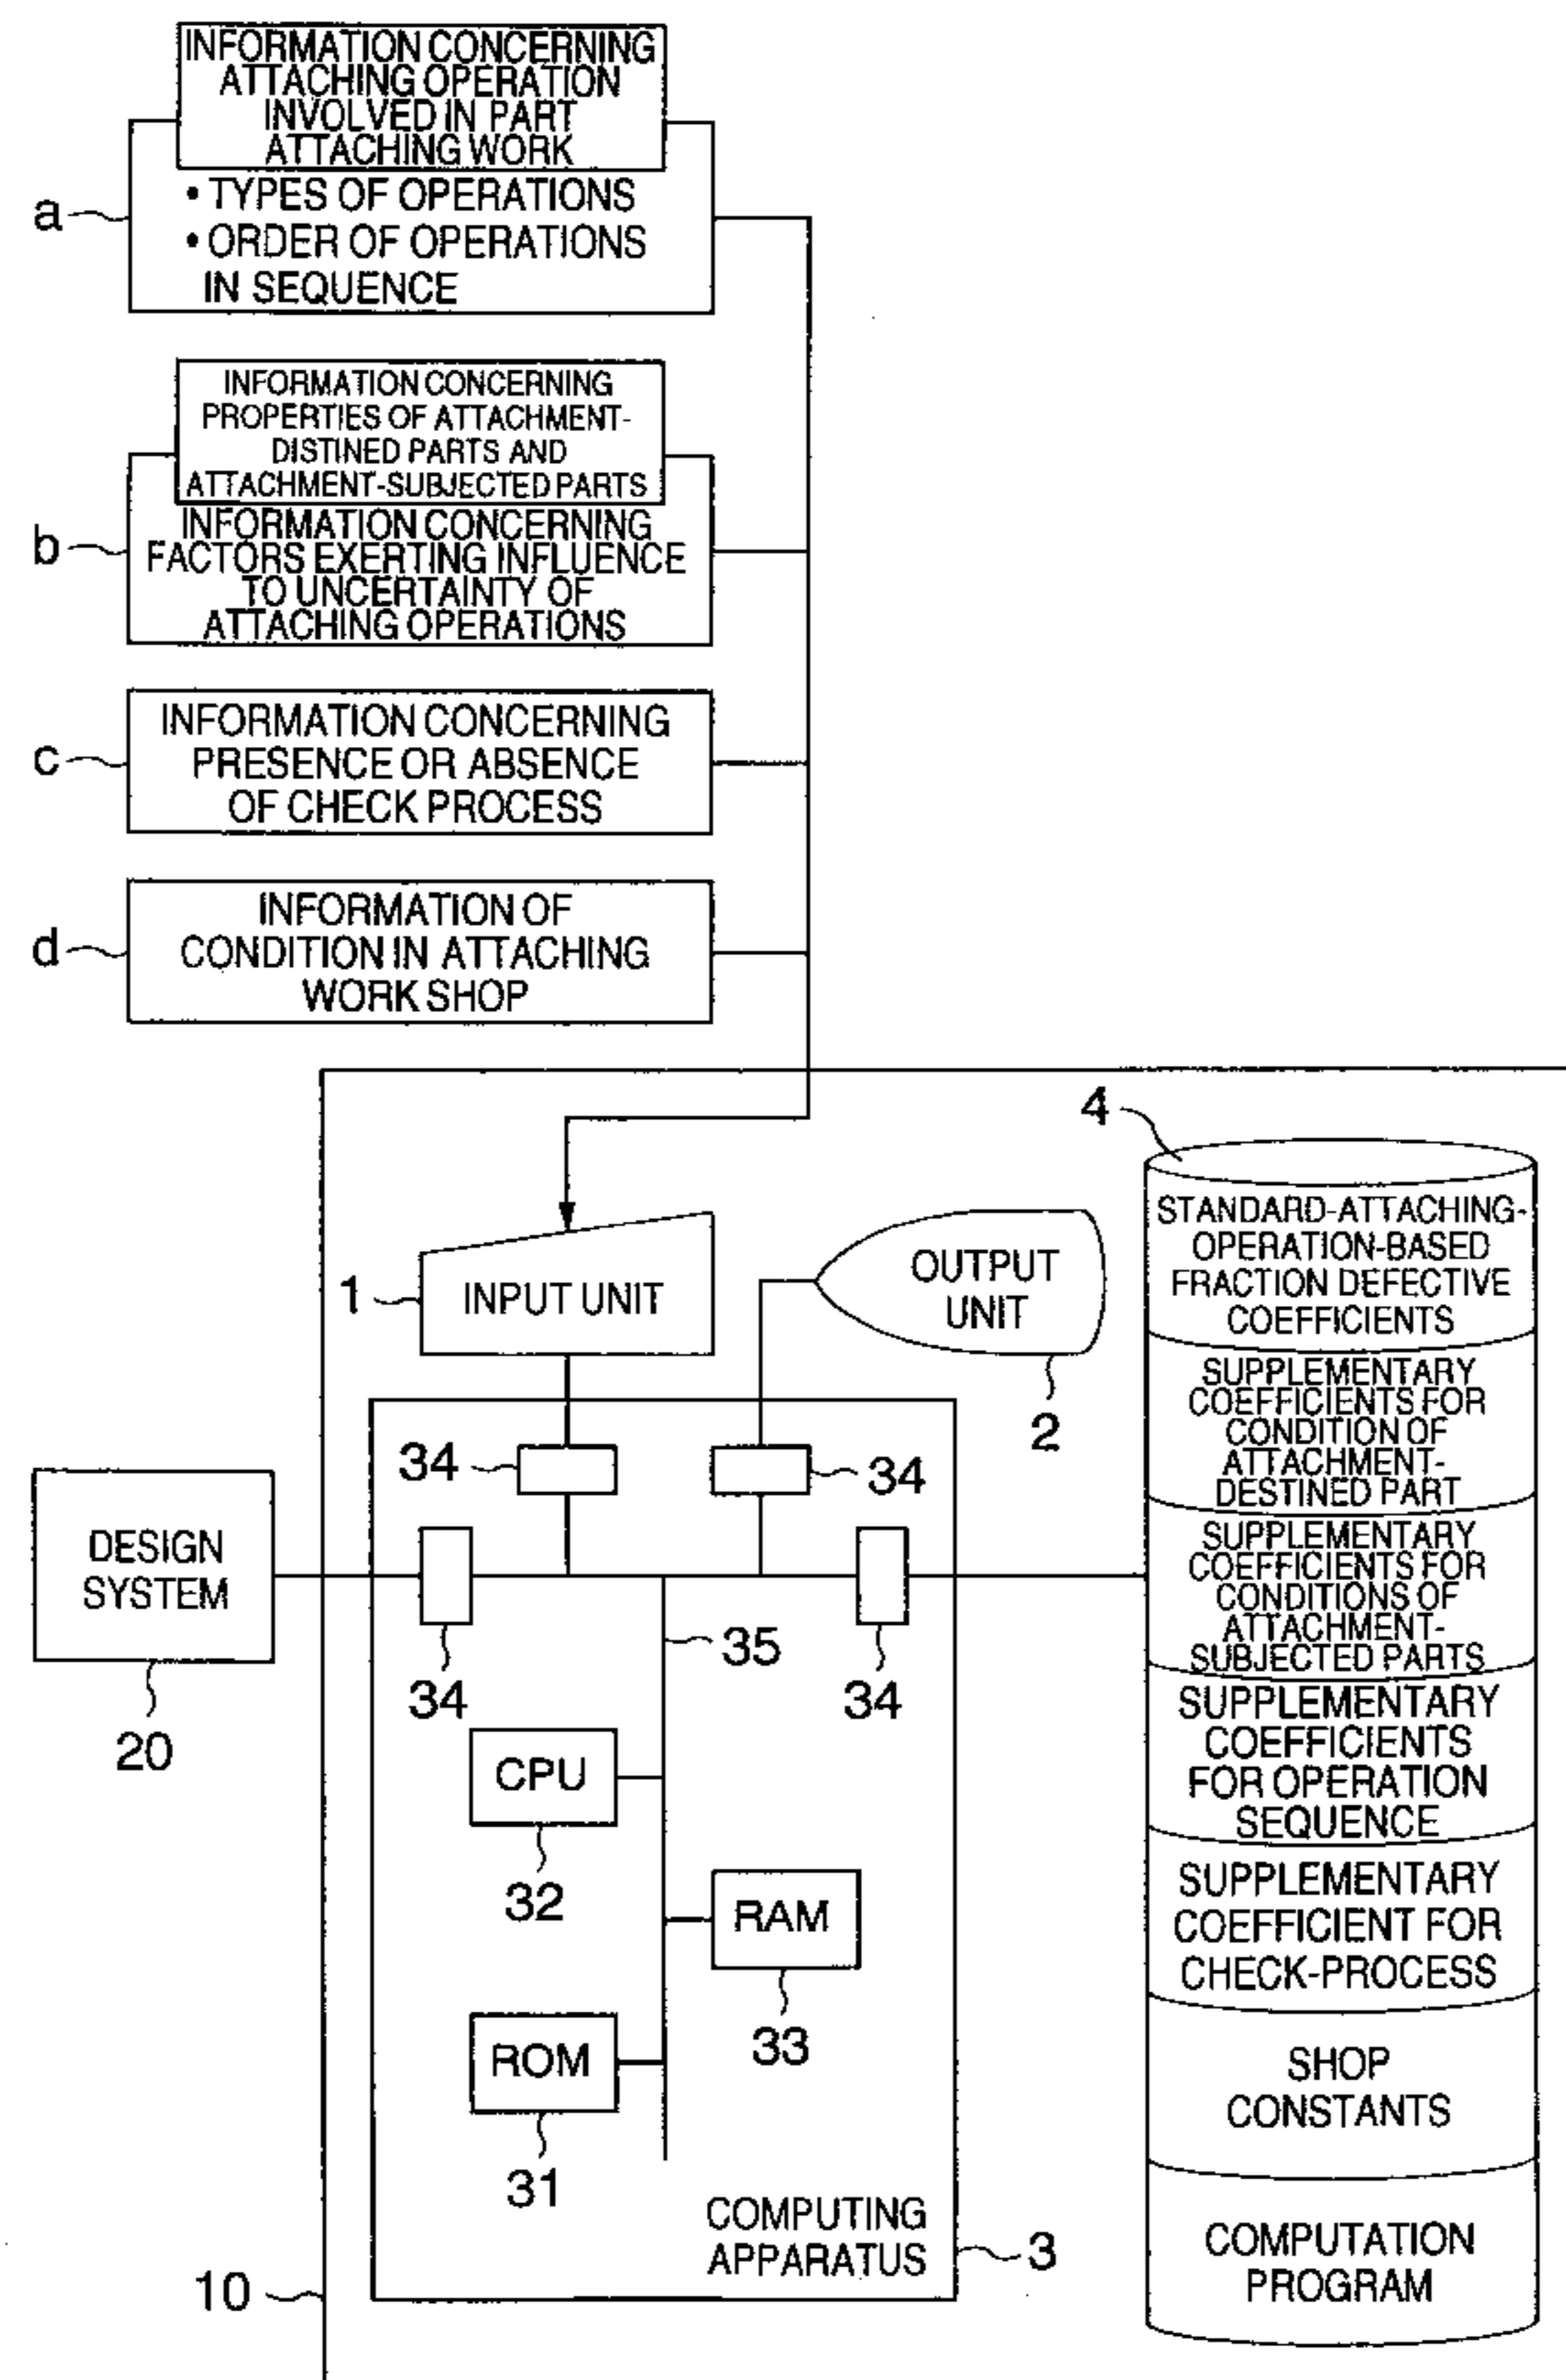 INFORMATION CONCERNING
ATTACHING OPERATION
INVOLVED IN PART
ATTACHING WORK
• TYPES OF OPERATIONS
• ORDER OF OPERATIONS
IN SEQUENCE
a
INFORMATION CONCERNING
PROPERTIES OF ATTACHMENT-
DISTINED PARTS AND
ATTACHMENT-SUBJECTED PARTS
INFORMATION CONCERNING
FACTORS EXERTING INFLUENCE
TO UNCERTAINTY OF
ATTACHING OPERATIONS
b
INFORMATION CONCERNING
PRESENCE OR ABSENCE
OF CHECK PROCESS
c
INFORMATION OF
CONDITION IN ATTACHING
WORK SHOP
d
4
1
INPUT UNIT
OUTPUT
UNIT
2
34
34
DESIGN
SYSTEM
20
34
35
34
CPU
32
RAM
33
ROM
31
COMPUTING
APPARATUS
3
10
STANDARD-ATTACHING-
OPERATION-BASED
FRACTION DEFECTIVE
COEFFICIENTS
SUPPLEMENTARY
COEFFICIENTS FOR
CONDITION OF
ATTACHMENT-
DESTINED PART
SUPPLEMENTARY
COEFFICIENTS FOR
CONDITIONS OF
ATTACHMENT-
SUBJECTED PARTS
SUPPLEMENTARY
COEFFICIENTS
FOR OPERATION
SEQUENCE
SUPPLEMENTARY
COEFFICIENT FOR
CHECK-PROCESS
SHOP
CONSTANTS
COMPUTATION
PROGRAM